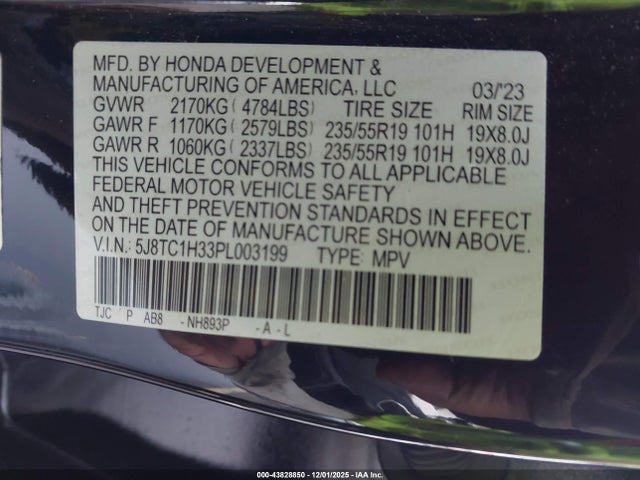 MFD. BY HONDA DEVELOPMENT &
MANUFACTURING OF AMERICA, LLC 03/'23
GVWR 2170KG ( 4784LBS) TIRE SIZE RIM SIZE
GAWR F 1170KG ( 2579LBS) 235/55R19 101H 19X8.0J
GAWR R 1060KG ( 2337LBS) 235/55R19 101H 19X8.0J
THIS VEHICLE CONFORMS TO ALL APPLICABLE
FEDERAL MOTOR VEHICLE SAFETY
AND THEFT PREVENTION STANDARDS IN EFFECT
ON THE DATE OF MANUFACTURE SHOWN ABOVE.
V.I.N.: 5J8TC1H33PL003199 TYPE: MPV
TJC P AB8 -NH893P -A-L
000-43828850 - 12/01/2025 - IAA Inc.